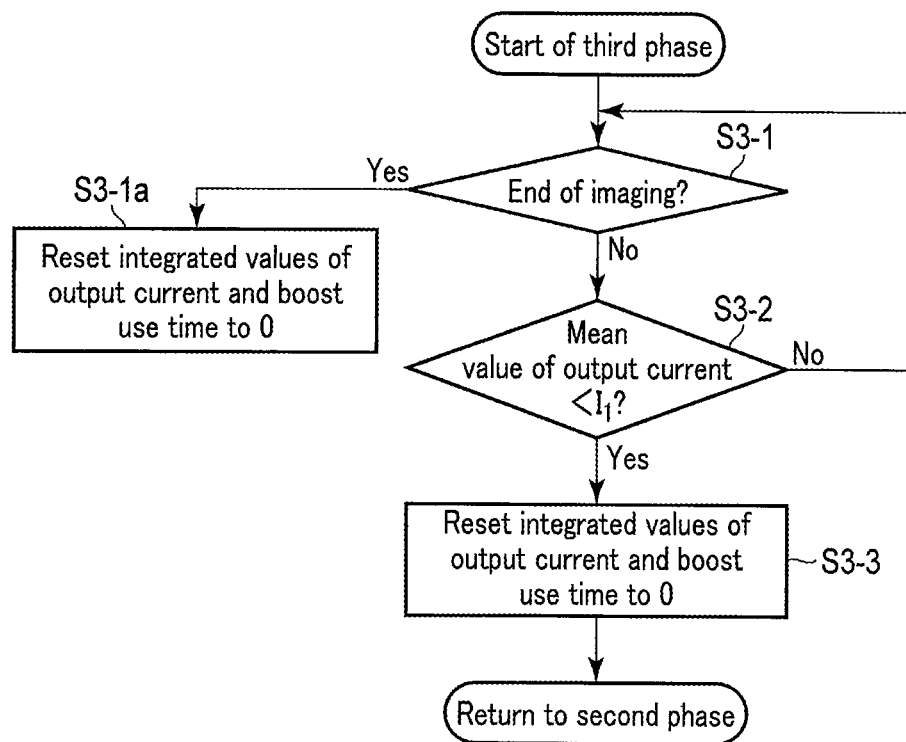 Start of third phase
S3-1
Yes
End of imaging?
S3-1a
Reset integrated values of
output current and boost
use time to 0
No
S3-2
Mean
value of output current
<I₁?
No
Yes
Reset integrated values of
output current and boost
use time to 0
S3-3
Return to second phase